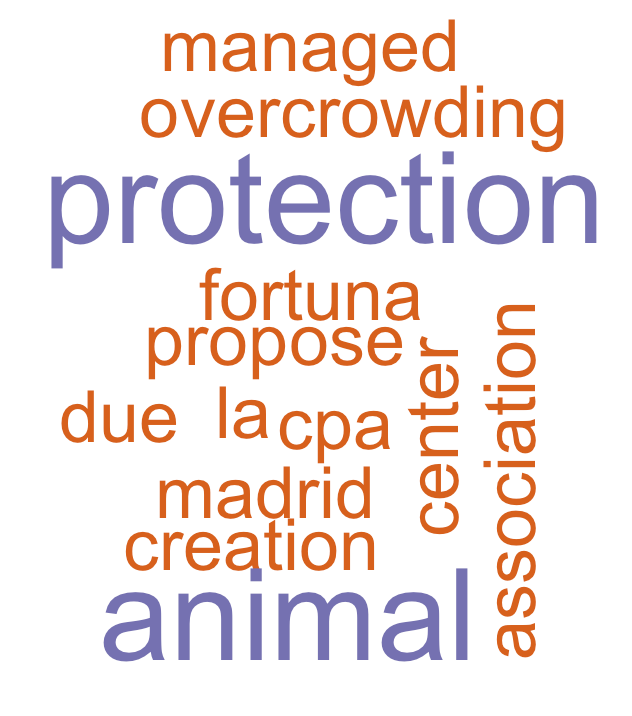 managed
overcrowding
protection
fortuna
propose
due la cpa
center
association
madrid
creation
animal